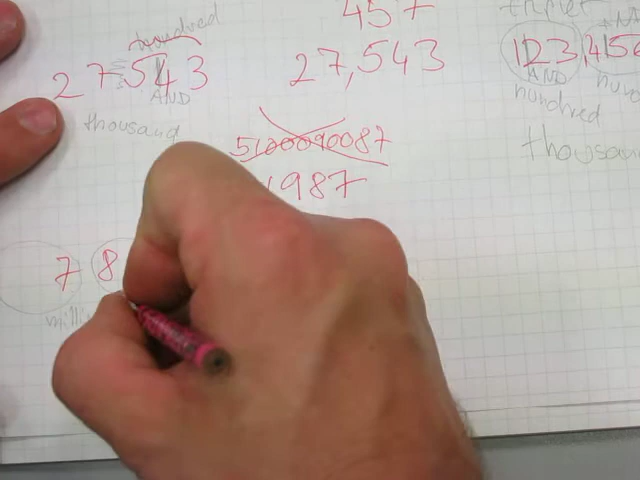 457
hundred
27543
AND
thousand
27,543
5100090087
1987
123,456
AND
hundred
thousand
7 8